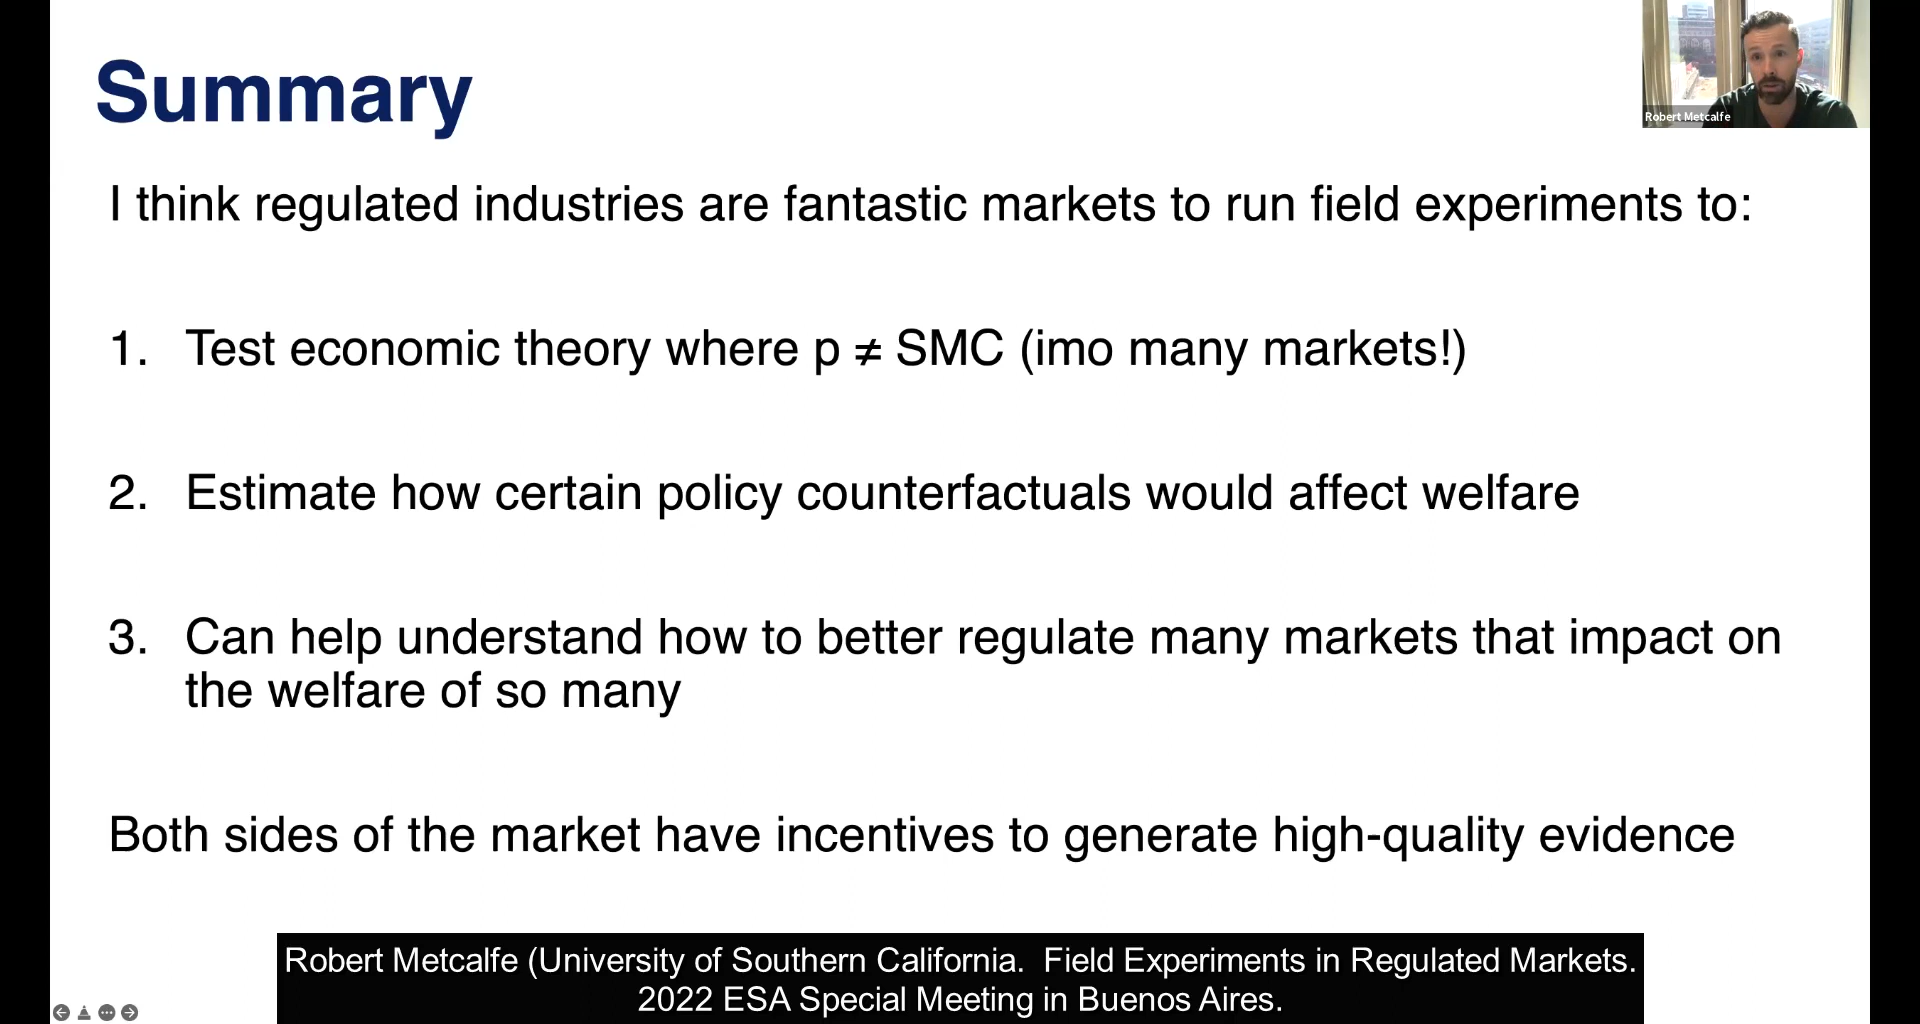 Summary
Robert Metcalfe
I think regulated industries are fantastic markets to run field experiments to:
1. Test economic theory where p ≠ SMC (imo many markets!)
2. Estimate how certain policy counterfactuals would affect welfare
3. Can help understand how to better regulate many markets that impact on
the welfare of so many
Both sides of the market have incentives to generate high-quality evidence
Robert Metcalfe (University of Southern California.  Field Experiments in Regulated Markets.
2022 ESA Special Meeting in Buenos Aires.